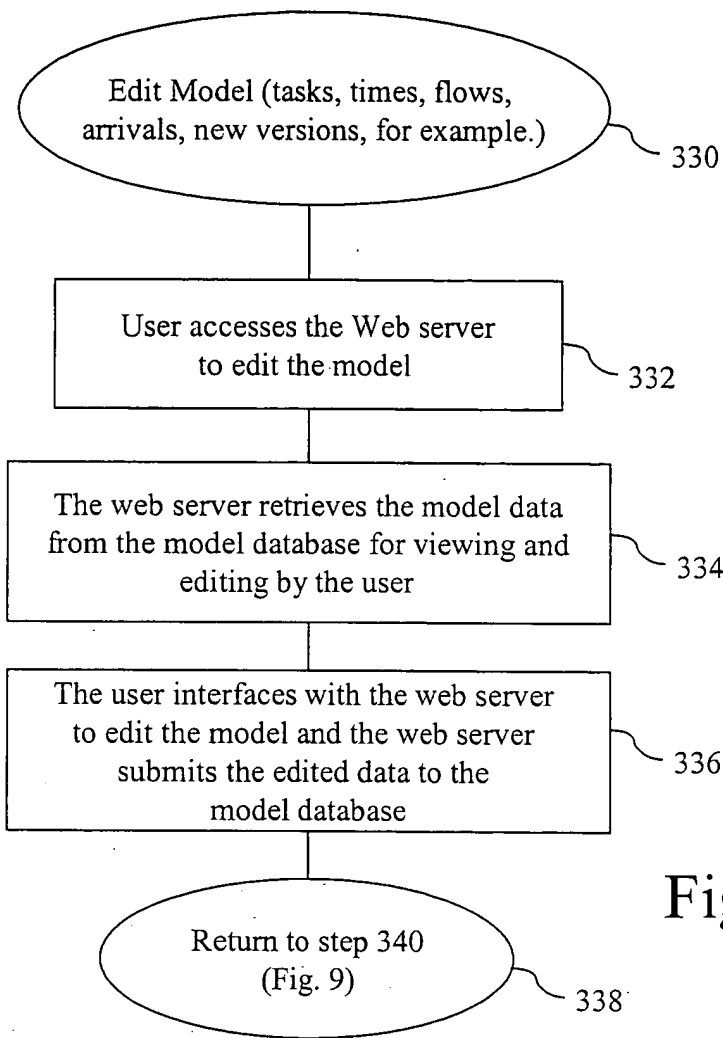 Edit Model (tasks, times, flows,
arrivals, new versions, for example.)
330
User accesses the Web server
to edit the model
332
The web server retrieves the model data
from the model database for viewing and
editing by the user
334
The user interfaces with the web server
to edit the model and the web server
submits the edited data to the
model database
336
Return to step 340
(Fig. 9)
338